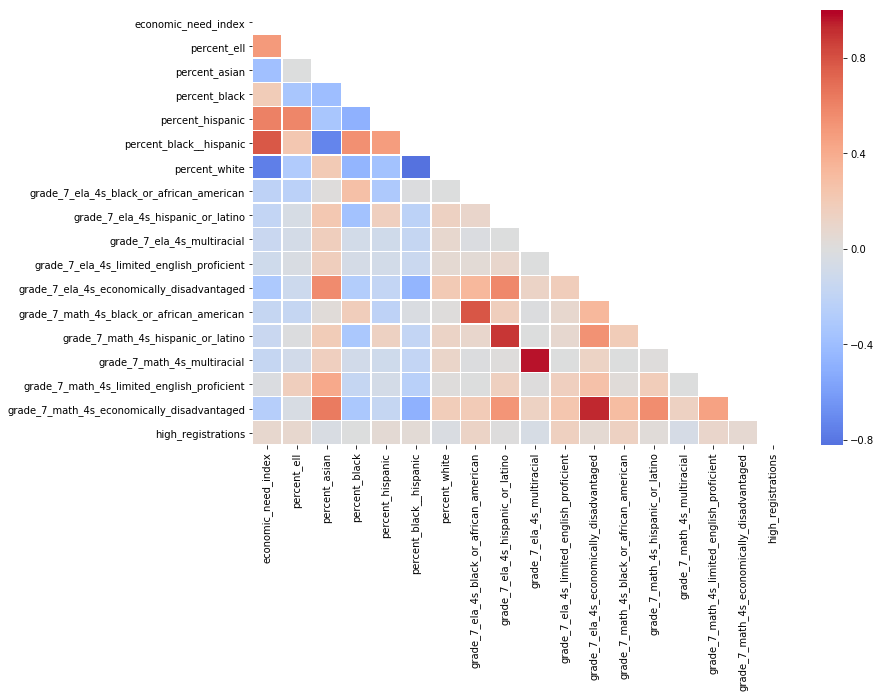 economic_need_index
percent_ell
percent_asian
percent_black
percent_hispanic
percent_black__hispanic
percent_white
grade_7_ela_4s_black_or_african_american
grade_7_ela_4s_hispanic_or_latino
grade_7_ela_4s_multiracial
grade_7_ela_4s_limited_english_proficient
grade_7_ela_4s_economically_disadvantaged
grade_7_math_4s_black_or_african_american
grade_7_math_4s_hispanic_or_latino
grade_7_math_4s_multiracial
grade_7_math_4s_limited_english_proficient
grade_7_math_4s_economically_disadvantaged
high_registrations
economic_need_index
percent_ell
percent_asian
percent_black
percent_hispanic
percent_black__hispanic
percent_white
grade_7_ela_4s_black_or_african_american
grade_7_ela_4s_hispanic_or_latino
grade_7_ela_4s_multiracial
grade_7_ela_4s_limited_english_proficient
grade_7_ela_4s_economically_disadvantaged
grade_7_math_4s_black_or_african_american
grade_7_math_4s_hispanic_or_latino
grade_7_math_4s_multiracial
grade_7_math_4s_limited_english_proficient
grade_7_math_4s_economically_disadvantaged
high_registrations
0.8
0.4
0.0
−0.4
−0.8